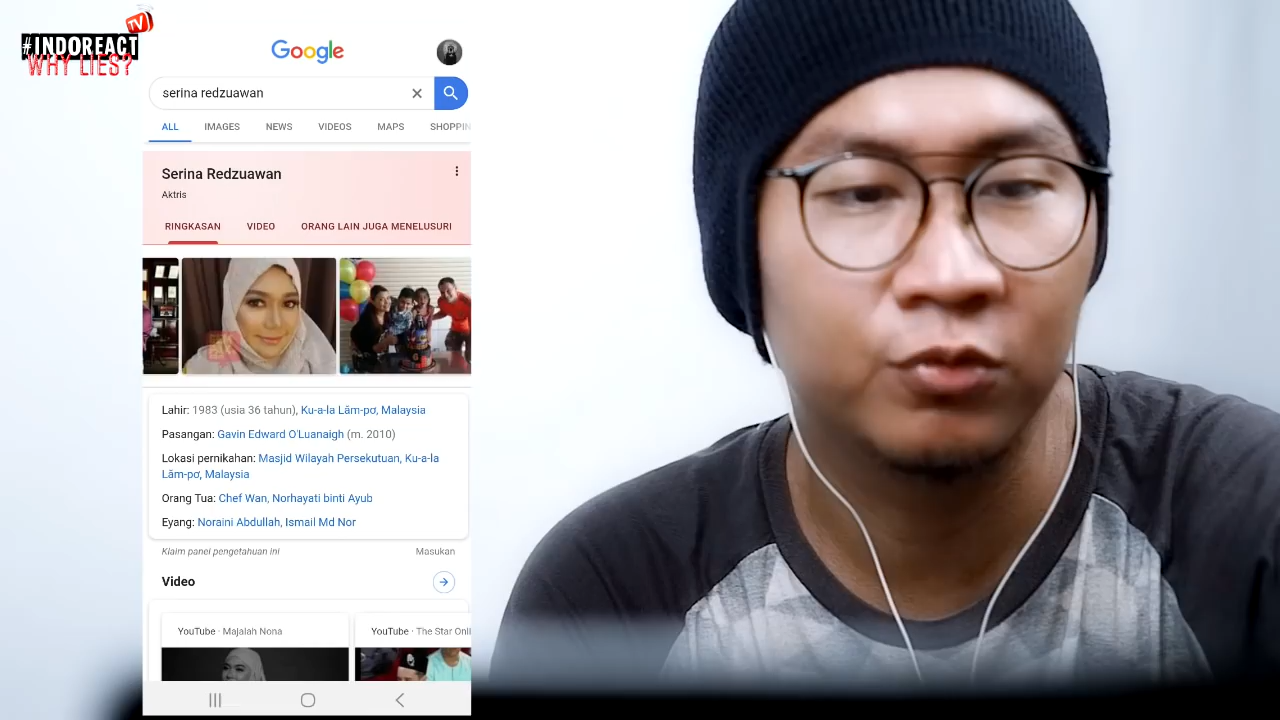 TV
#INDOREACT
WHY LIES?
Google
serina redzuawan
ALL IMAGES NEWS VIDEOS MAPS SHOPPIN
Serina Redzuawan
Aktris
RINGKASAN VIDEO ORANG LAIN JUGA MENELUSURI
Lahir: 1983 (usia 36 tahun), Ku-a-la Lâm-pơ, Malaysia
Pasangan: Gavin Edward O'Luanaigh (m. 2010)
Lokasi pernikahan: Masjid Wilayah Persekutuan, Ku-a-la
Lâm-pơ, Malaysia
Orang Tua: Chef Wan, Norhayati binti Ayub
Eyang: Noraini Abdullah, Ismail Md Nor
Klaim panel pengetahuan ini Masukan
Video
YouTube · Majalah Nona YouTube · The Star Onli